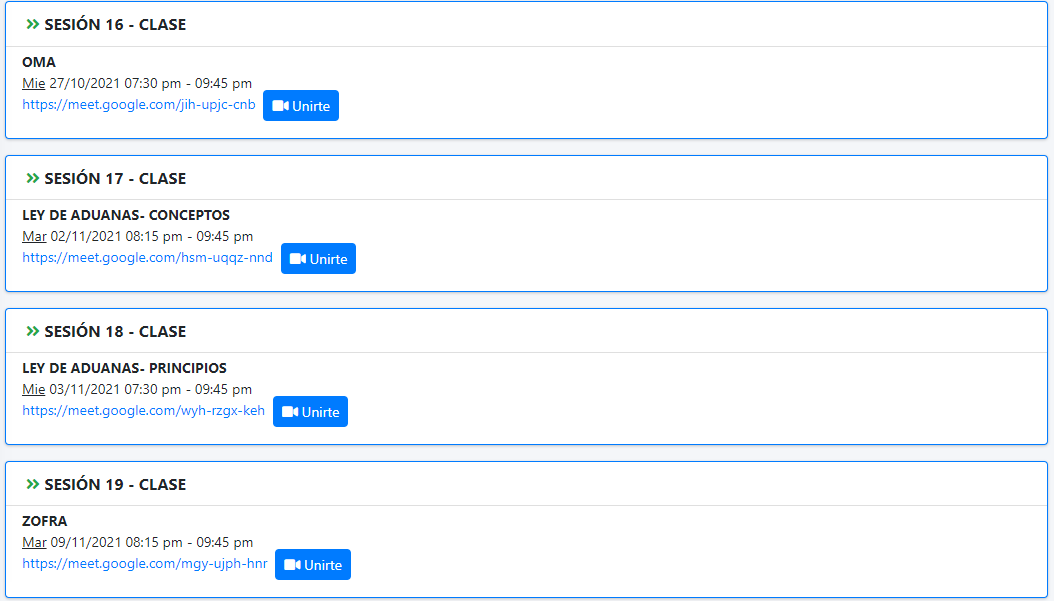 SESIÓN 16 - CLASE
OMA
Mie 27/10/2021 07:30 pm - 09:45 pm
https://meet.google.com/jih-upjc-cnb Unirte
SESIÓN 17 - CLASE
LEY DE ADUANAS- CONCEPTOS
Mar 02/11/2021 08:15 pm - 09:45 pm
https://meet.google.com/hsm-uqqz-nnd Unirte
SESIÓN 18 - CLASE
LEY DE ADUANAS- PRINCIPIOS
Mie 03/11/2021 07:30 pm - 09:45 pm
https://meet.google.com/wyh-rzgx-keh Unirte
SESIÓN 19 - CLASE
ZOFRA
Mar 09/11/2021 08:15 pm - 09:45 pm
https://meet.google.com/mgy-ujph-hnr Unirte